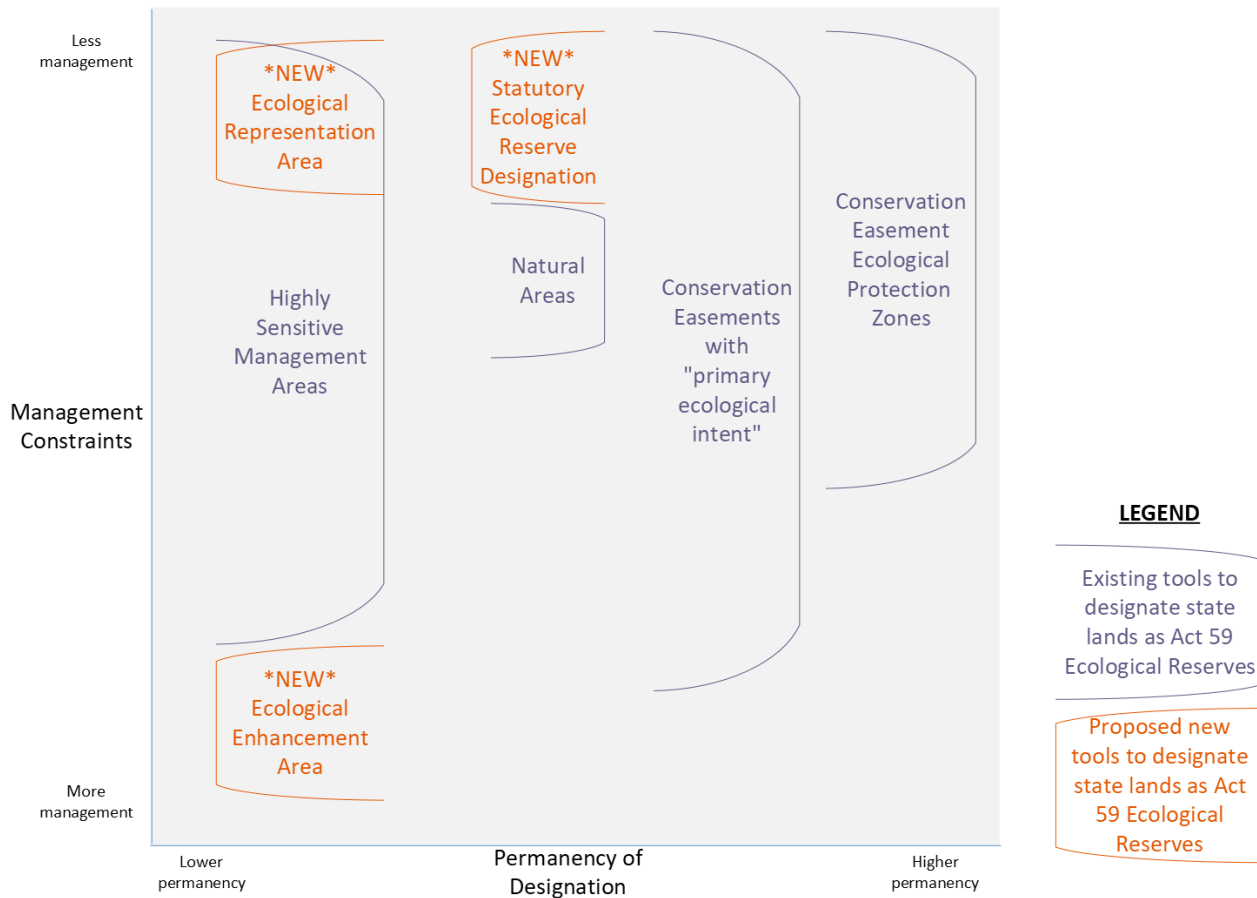 Less
management
*NEW*
Ecological
Representation
Area
*NEW*
Statutory
Ecological
Reserve
Designation
Conservation
Easement
Ecological
Protection
Zones
Natural
Areas
Highly
Sensitive
Management
Areas
Conservation
Easements
with
"primary
ecological
intent"
Management
Constraints
*NEW*
Ecological
Enhancement
Area
More
management
Lower
permanency
Permanency of
Designation
Higher
permanency
LEGEND
Existing tools to
designate state
lands as Act 59
Ecological Reserves
Proposed new
tools to designate
state lands as Act
59 Ecological
Reserves